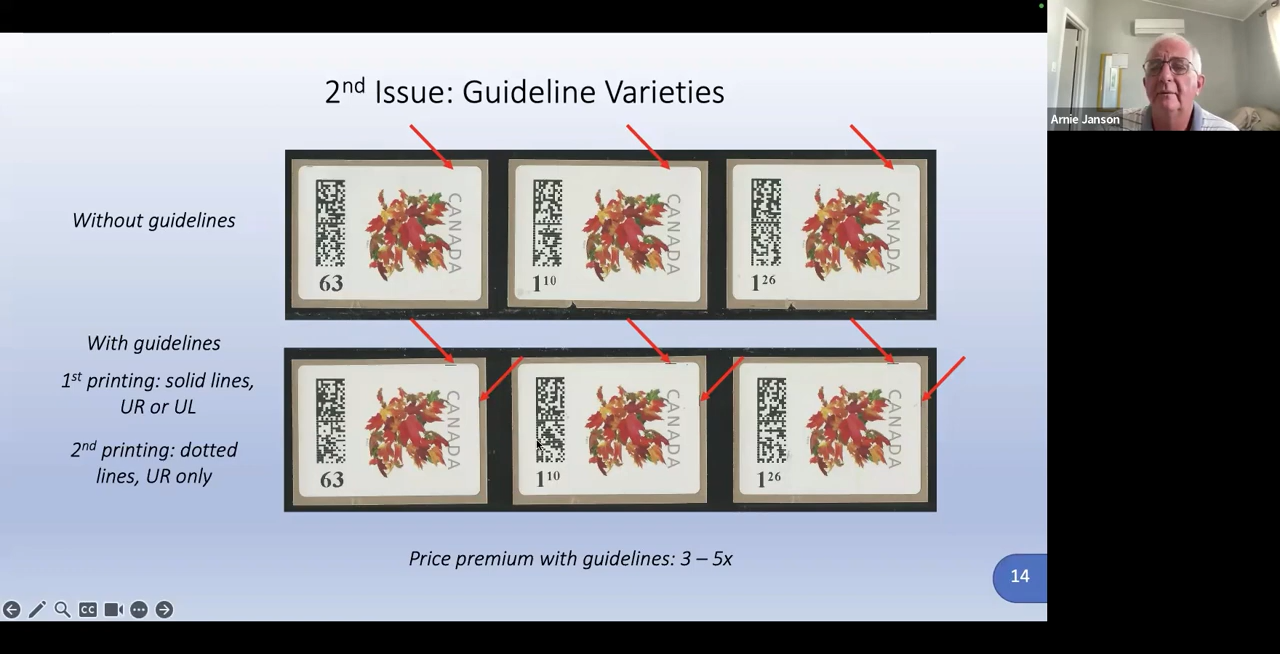 2nd Issue: Guideline Varieties
Arnie Janson
Without guidelines
CANADA
63
CANADA
1 10
CANADA
1 26
With guidelines
1st printing: solid lines,
UR or UL
2nd printing: dotted
lines, UR only
CANADA
63
CANADA
1 10
CANADA
1 26
Price premium with guidelines: 3 – 5x
14
CC